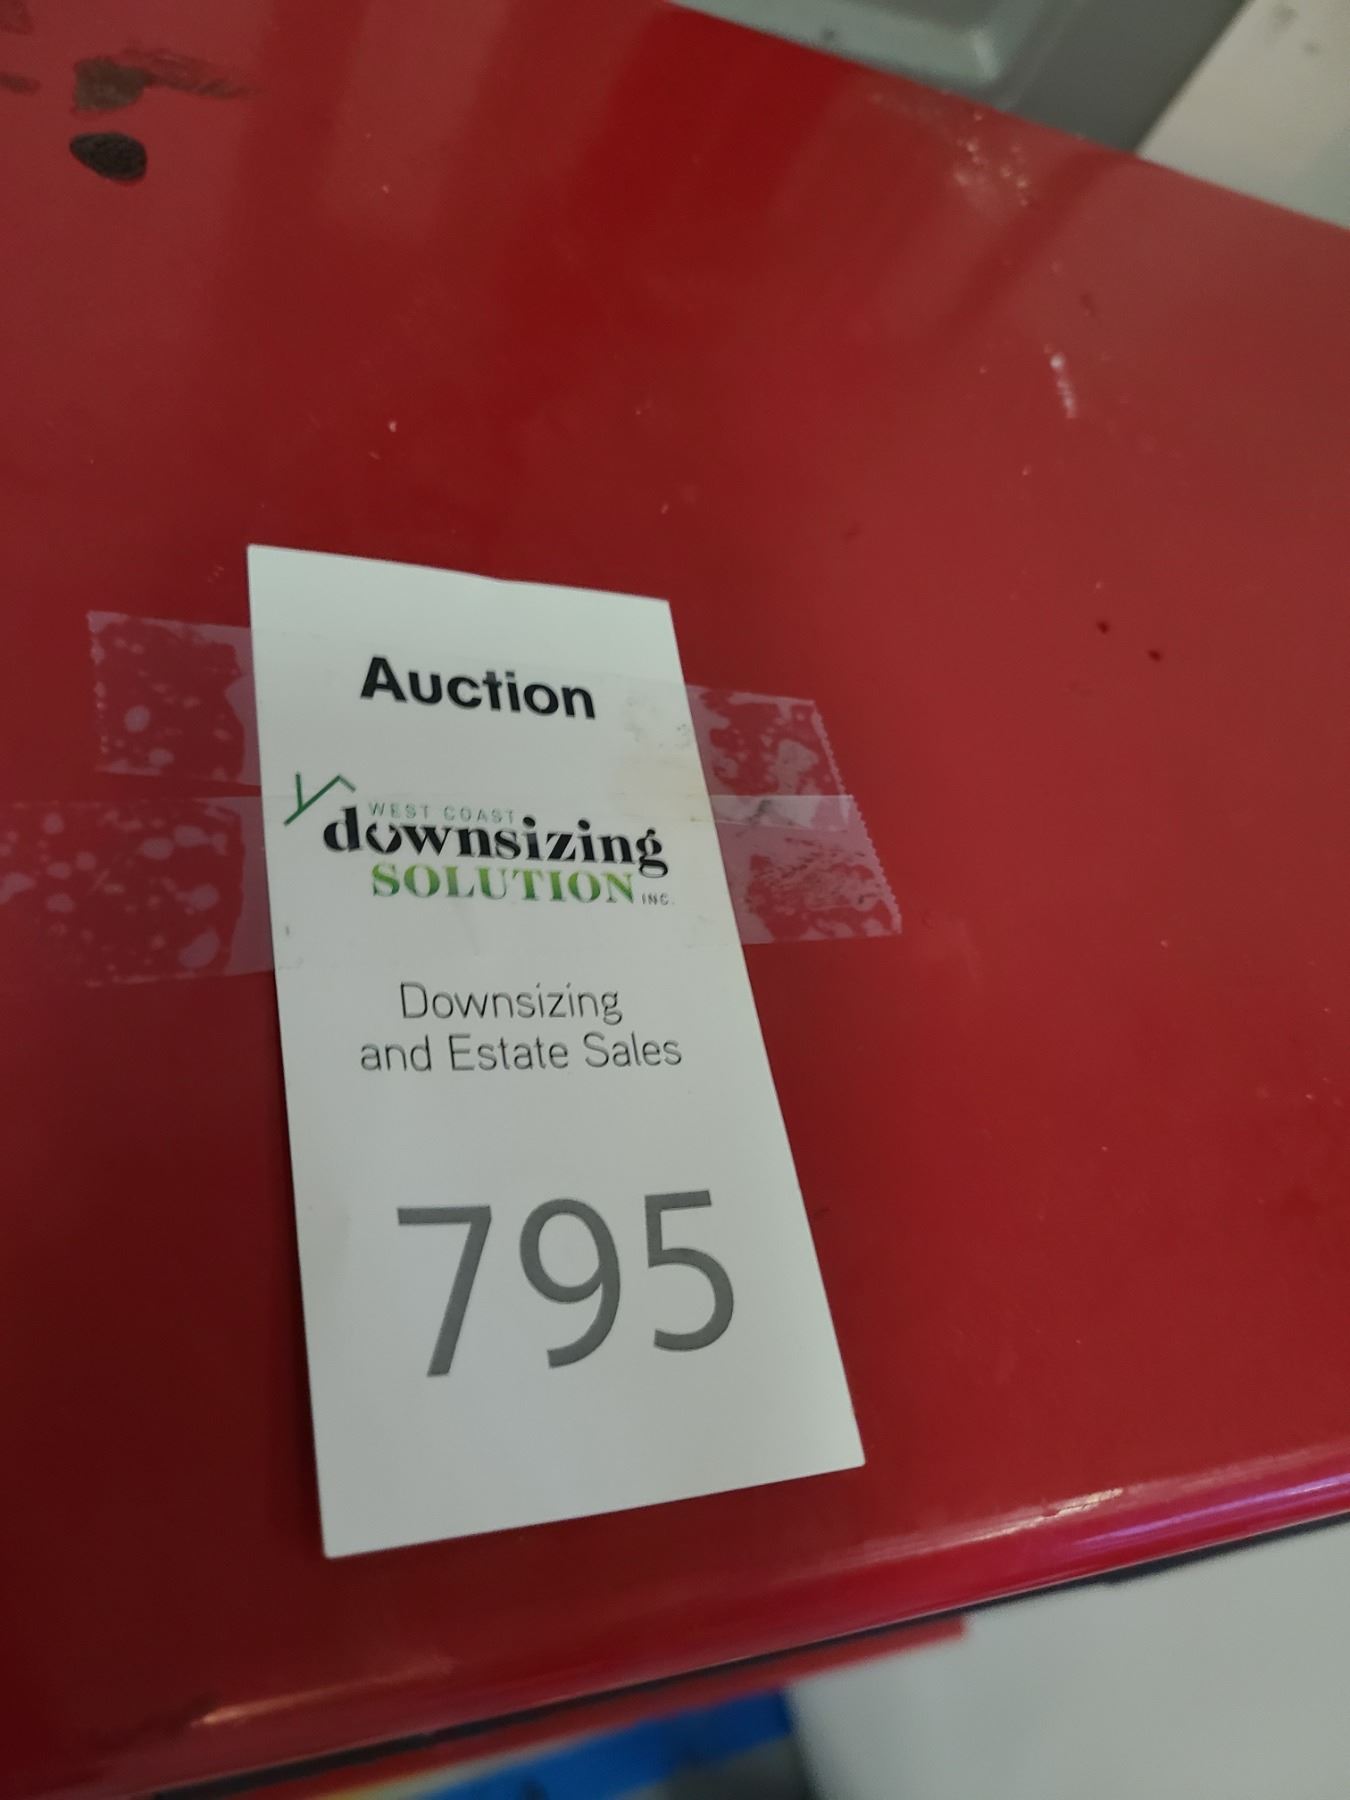 Auction
WEST COAST
downsizing
SOLUTION INC.
Downsizing
and Estate Sales
795